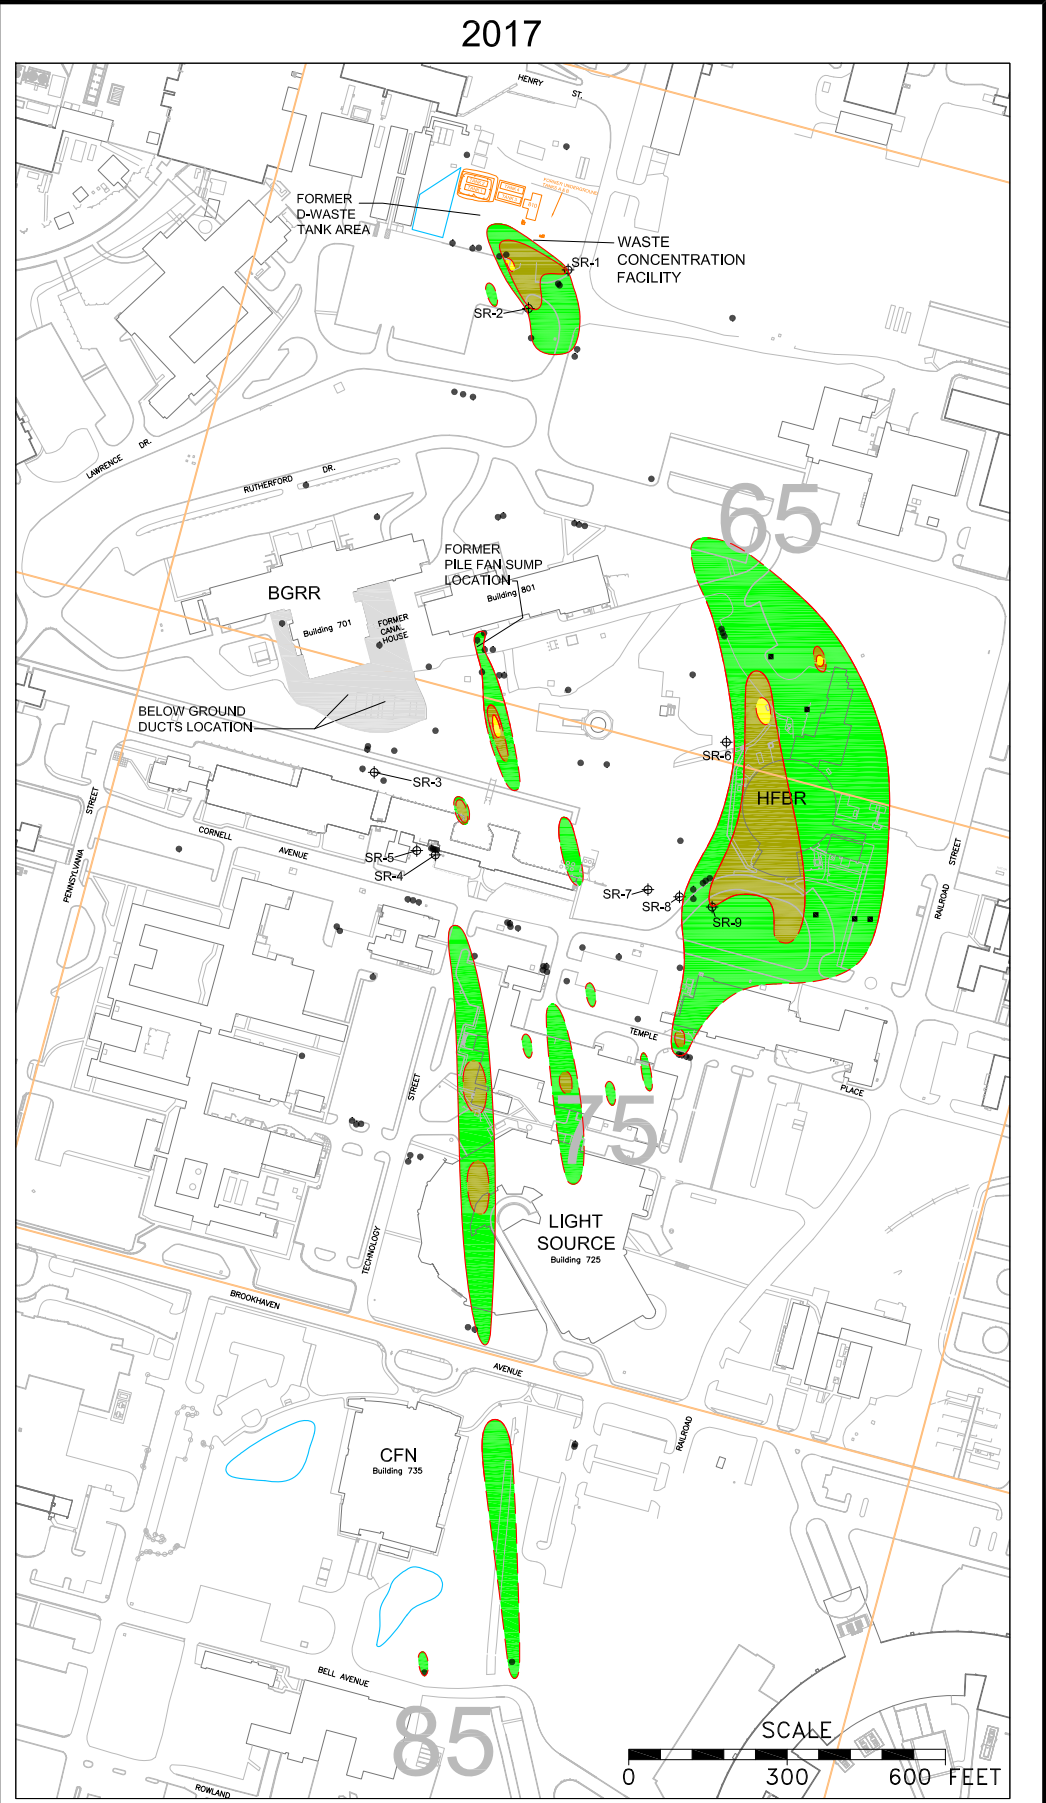 2017
HENRY
ST.
FORMER
D-WASTE
TANK AREA
WASTE
CONCENTRATION
FACILITY
SR-1
SR-2
LAWRENCE DR.
RUTHERFORD DR.
65
FORMER
PILE FAN SUMP
LOCATION
Building 801
BGRR
Building 701
FORMER
CANAL
HOUSE
BELOW GROUND
DUCTS LOCATION
SR-6
SR-3
HFBR
STREET
CORNELL
AVENUE
PENNSYLVANIA
SR-5
SR-4
STREET
RAILROAD
SR-7
SR-8
SR-9
TEMPLE
PLACE
STREET
75
LIGHT
SOURCE
Building 725
TECHNOLOGY
BROOKHAVEN
AVENUE
RAILROAD
CFN
Building 735
BELL AVENUE
85
SCALE
0 300 600 FEET
ROWLAND